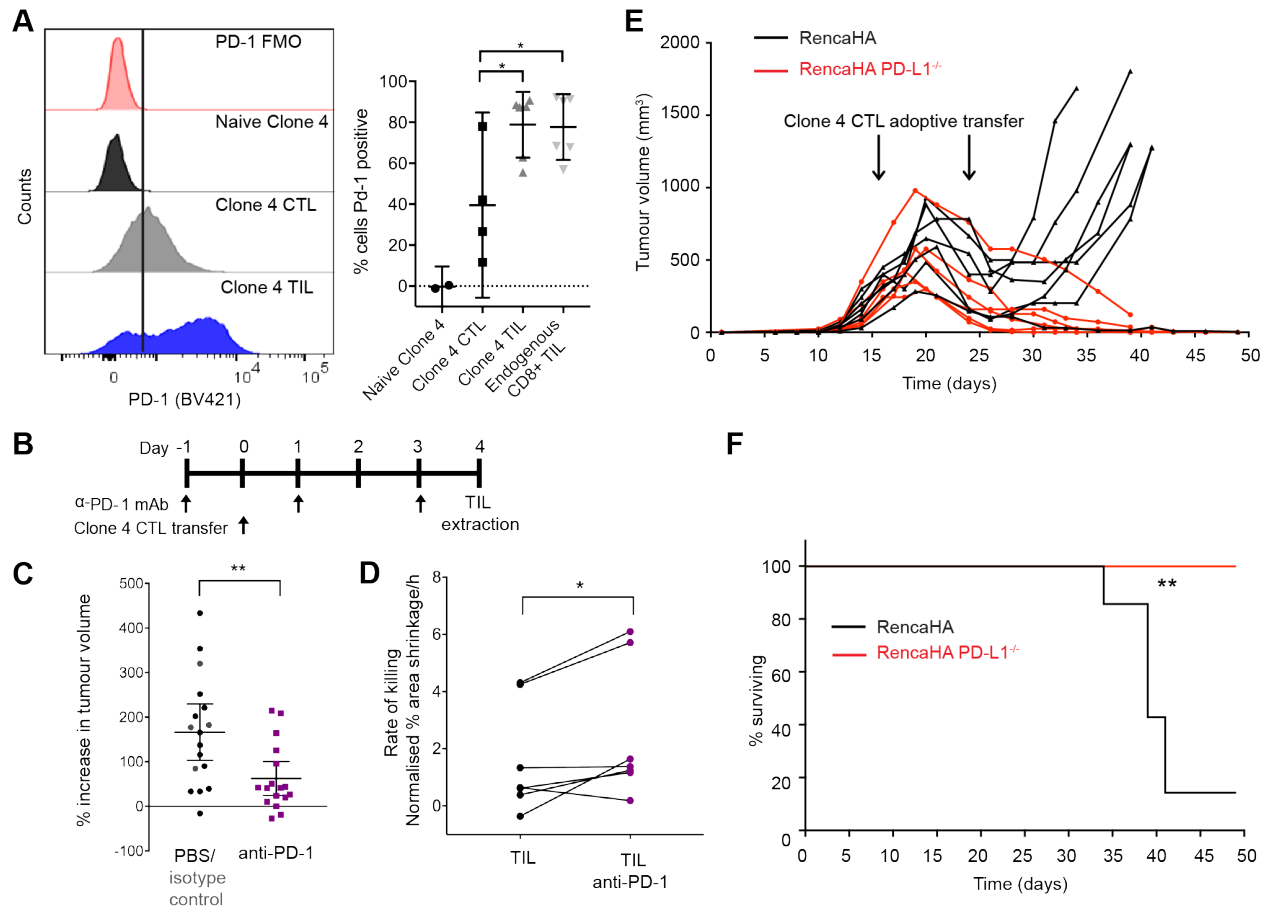 A
PD-1 FMO
Naive Clone 4
Clone 4 CTL
Clone 4 TIL
Counts
0
10⁴
10⁵
PD-1 (BV421)
*
*
100
80
60
40
20
0
% cells Pd-1 positive
Naive Clone 4
Clone 4 CTL
Clone 4 TIL
Endogenous
CD8+ TIL
B
Day -1 0 1 2 3 4
α-PD-1 mAb
Clone 4 CTL transfer
TIL
extraction
C
**
500
400
300
200
100
0
-100
% increase in tumour volume
PBS/
isotype
control
anti-PD-1
D
*
8
6
4
2
0
Rate of killing
Normalised % area shrinkage/h
TIL
TIL
anti-PD-1
E
RencaHA
RencaHA PD-L1⁻/⁻
Clone 4 CTL adoptive transfer
2000
1500
1000
500
0
Tumour volume (mm³)
0 5 10 15 20 25 30 35 40 45 50
Time (days)
F
100
80
60
40
20
0
% surviving
**
RencaHA
RencaHA PD-L1⁻/⁻
0 5 10 15 20 25 30 35 40 45 50
Time (days)